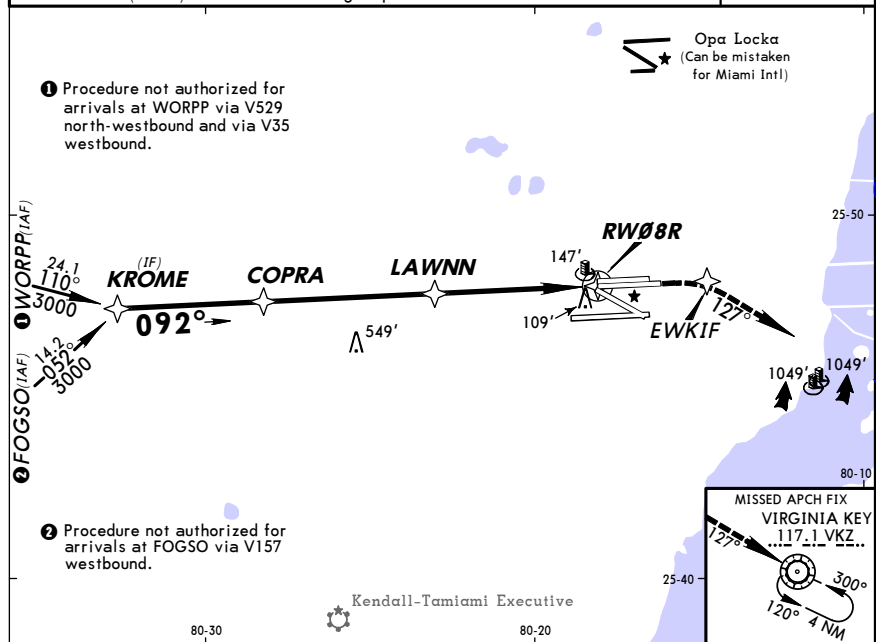 Opa Locka
(Can be mistaken
for Miami Intl)
❶ Procedure not authorized for
arrivals at WORPP via V529
north-westbound and via V35
westbound.
25-50
RWØ8R
147'
❶ WORPP(IAF)
24.1
110°
3000
(IF)
KROME
COPRA
LAWNN
092°
549'
109'
EWKIF
127°
❷ FOGSO(IAF)
14.2
052°
3000
1049'
1049'
80-10
❷ Procedure not authorized for
arrivals at FOGSO via V157
westbound.
MISSED APCH FIX
VIRGINIA KEY
117.1 VKZ
127°
300°
120°
4 NM
25-40
Kendall-Tamiami Executive
80-30
80-20